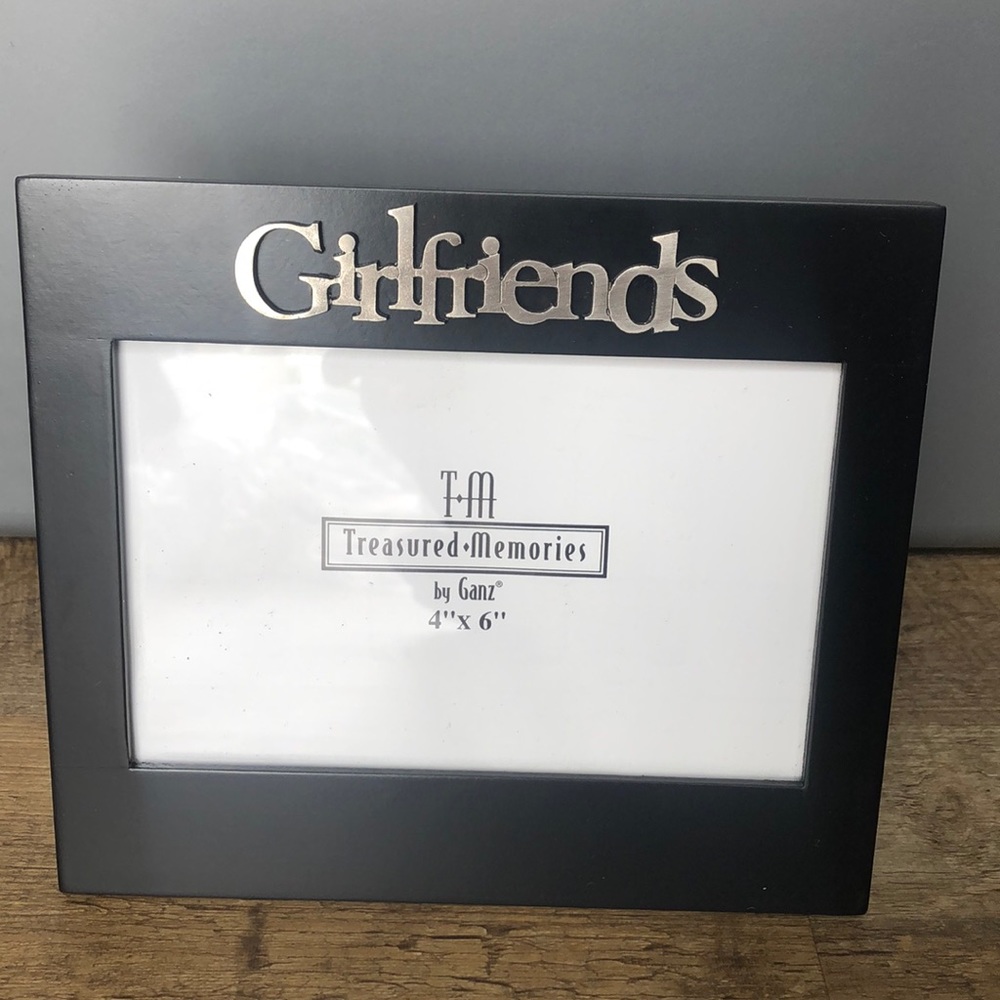 Girlfriends
T•M
Treasured•Memories
by Ganz®
4"x 6"